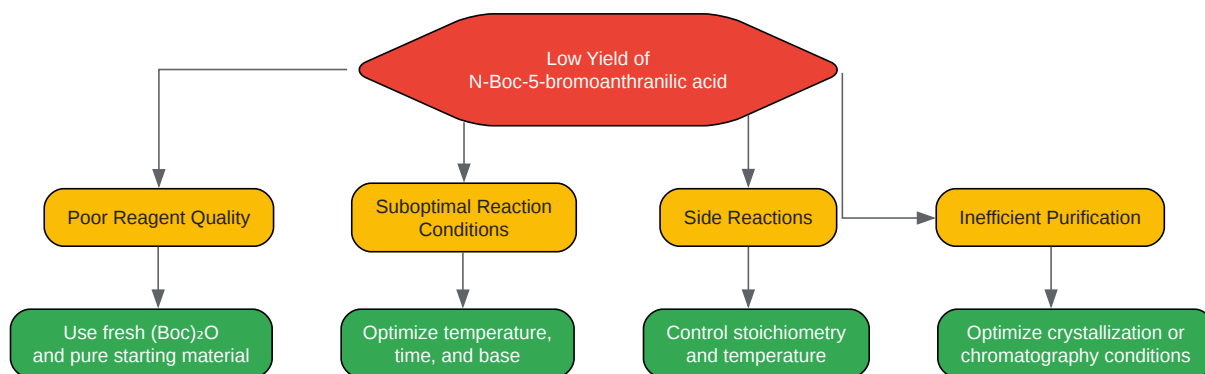 Low Yield of
N-Boc-5-bromoanthranilic acid
Poor Reagent Quality
Suboptimal Reaction
Conditions
Side Reactions
Inefficient Purification
Use fresh (Boc)₂O
and pure starting material
Optimize temperature,
time, and base
Control stoichiometry
and temperature
Optimize crystallization or
chromatography conditions